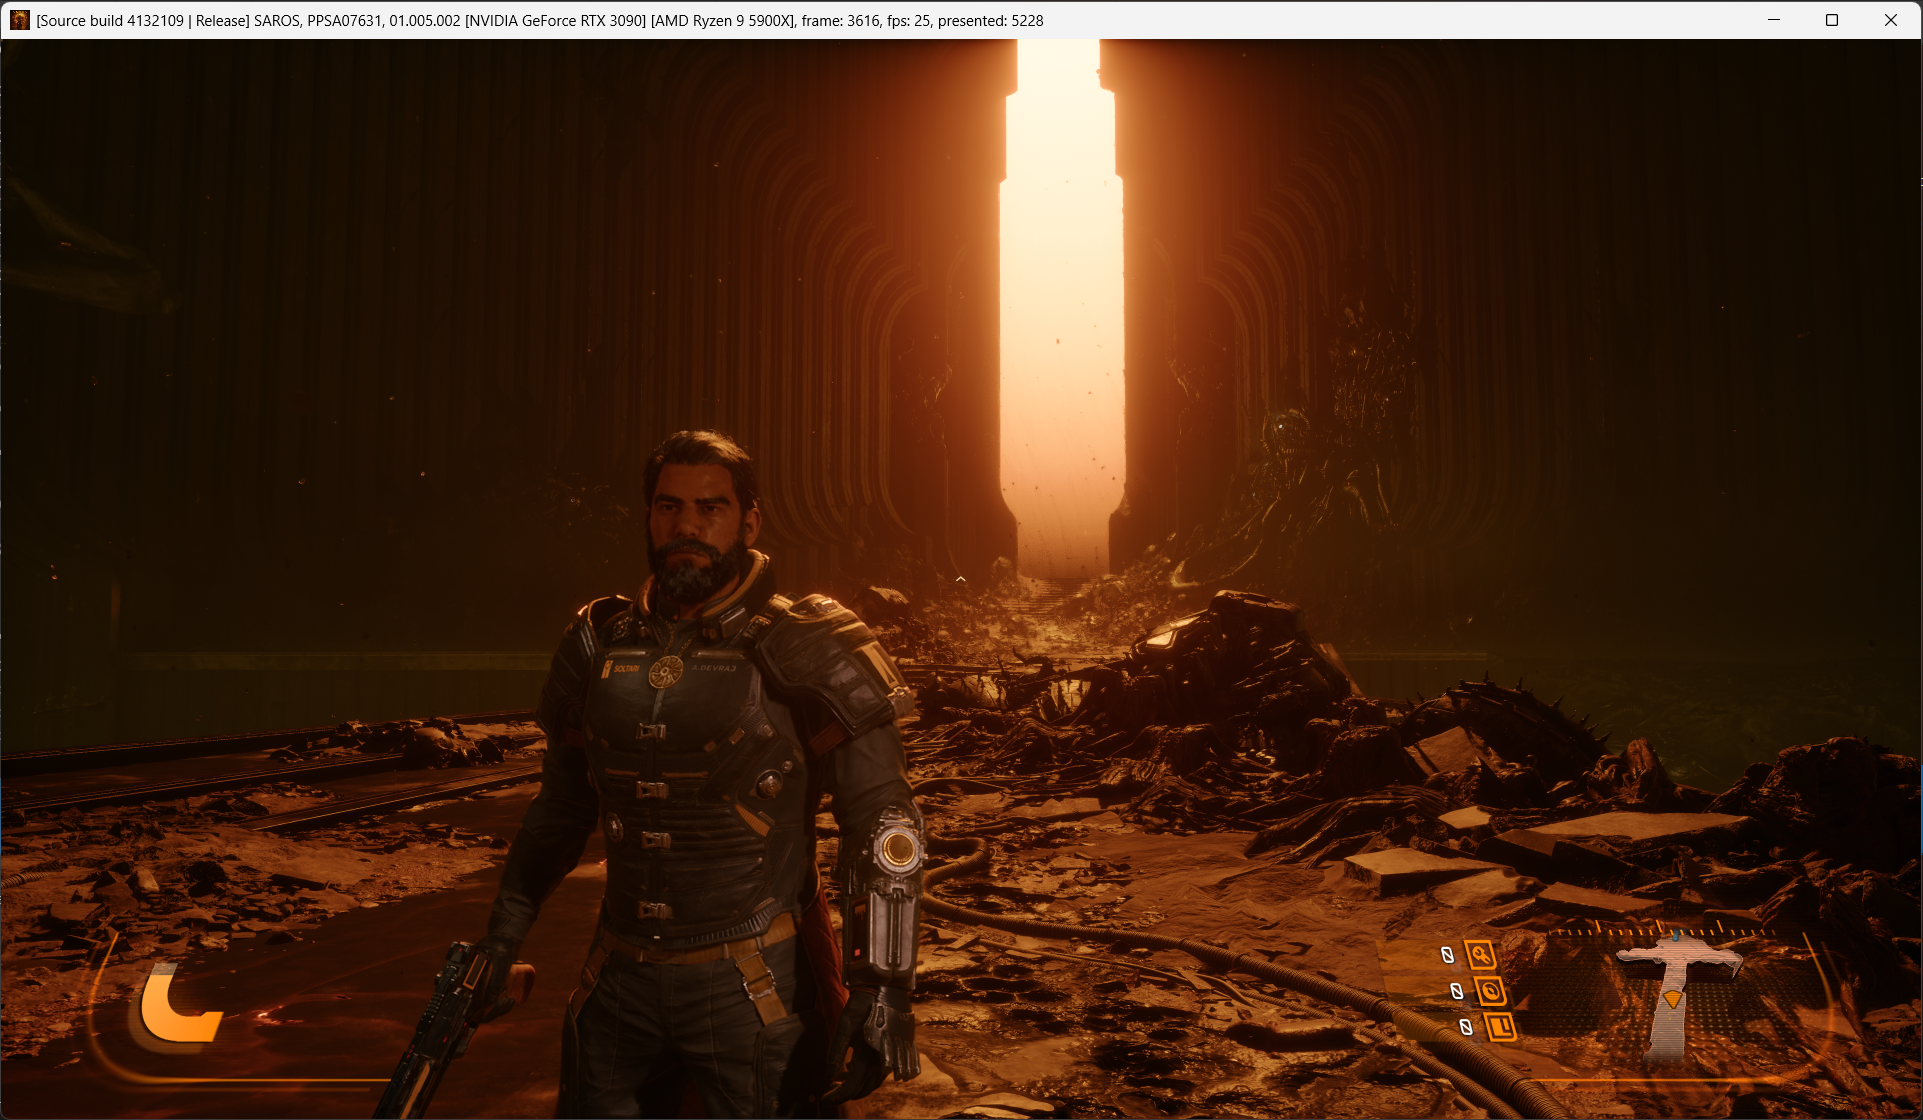 [Source build 4132109 | Release] SAROS, PPSA07631, 01.005.002 [NVIDIA GeForce RTX 3090] [AMD Ryzen 9 5900X], frame: 3616, fps: 25, presented: 5228
SOLTARI
A.DEVRAJ
0
0
0